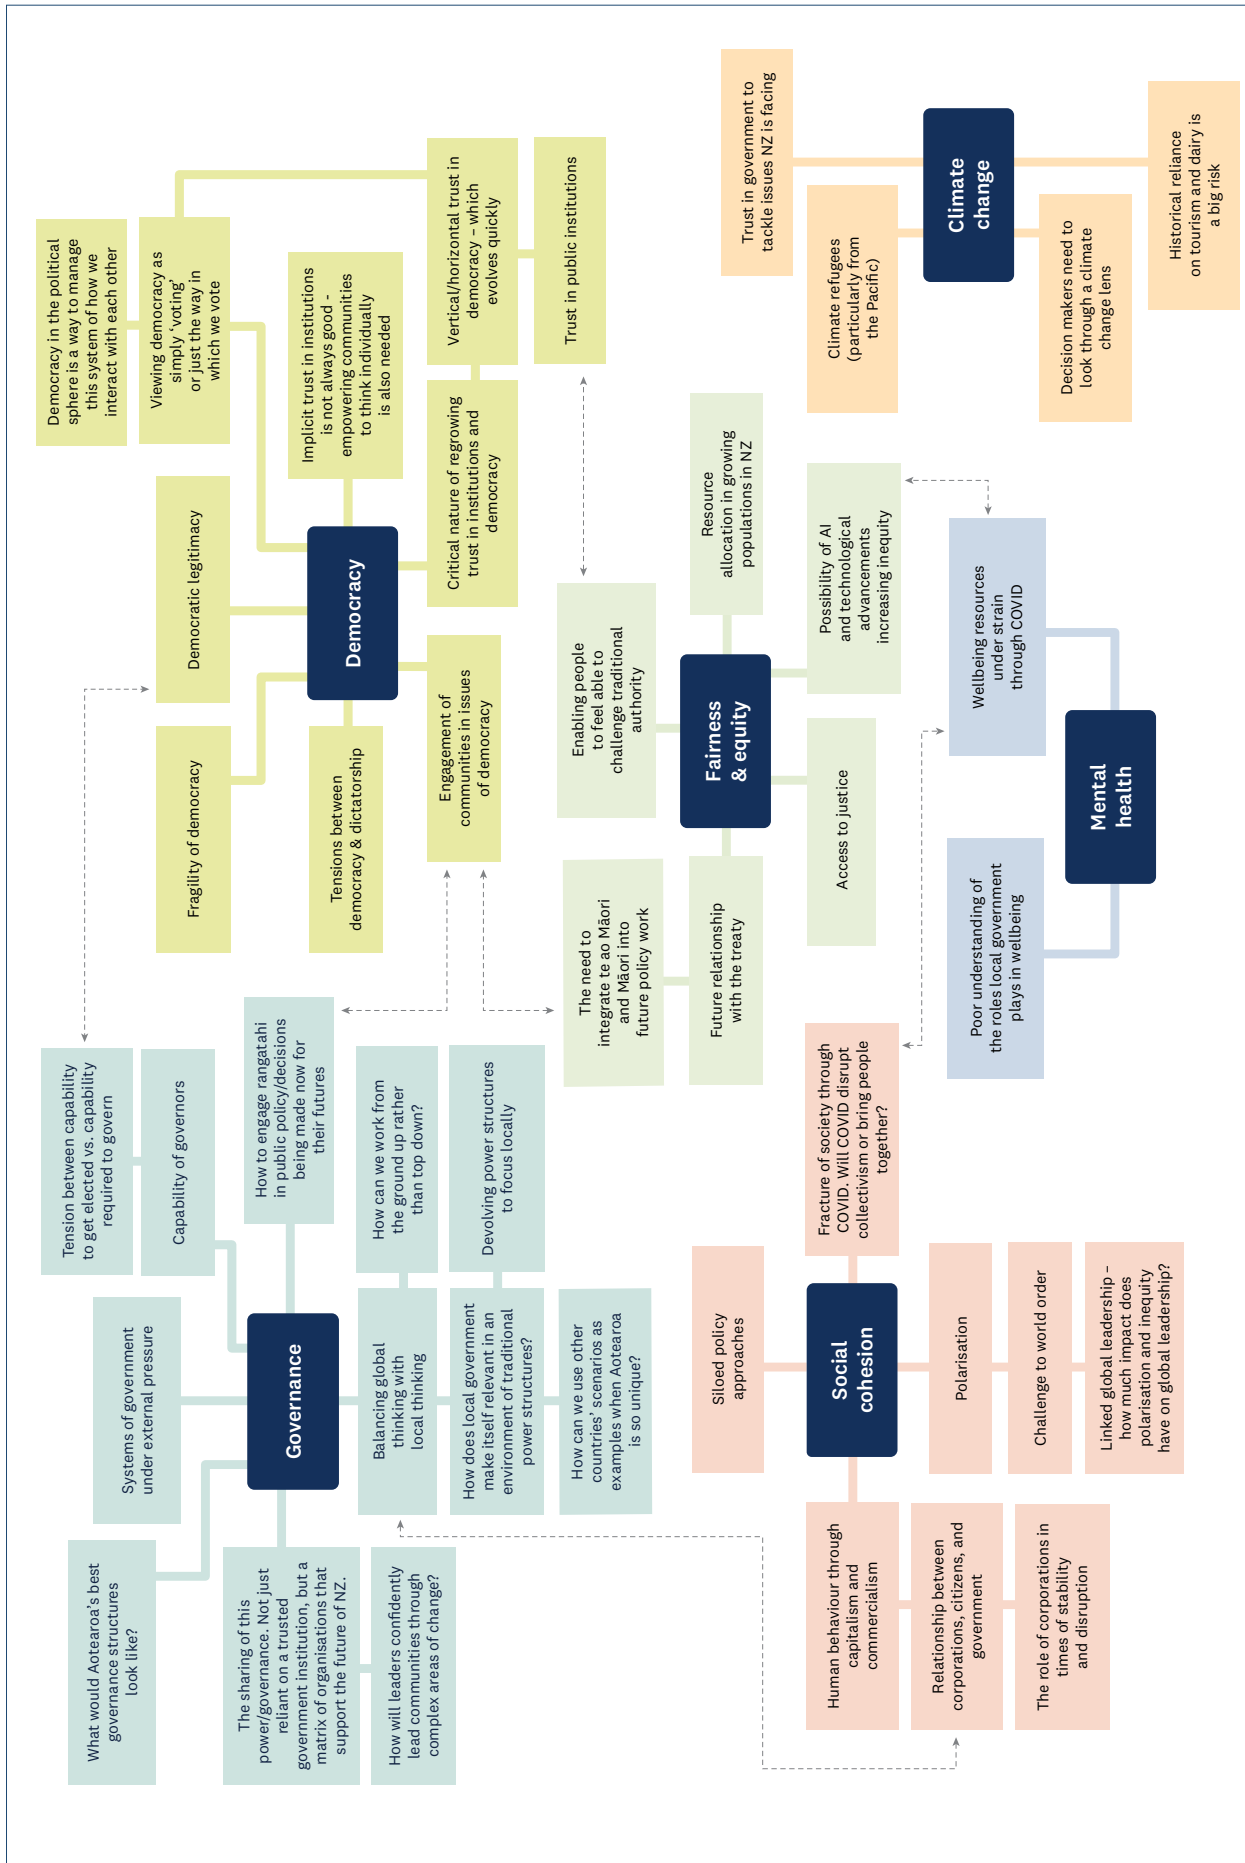 What would Aotearoa's best
governance structures
look like?
Systems of government
under external pressure
Tension between capability
to get elected vs. capability
required to govern
Capability of governors
Governance
How to engage rangatahi
in public policy/decisions
being made now for
their futures
The sharing of this
power/governance. Not just
reliant on a trusted
government institution, but a
matrix of organisations that
support the future of NZ.
How will leaders confidently
lead communities through
complex areas of change?
Balancing global
thinking with
local thinking
How can we work from
the ground up rather
than top down?
How does local government
make itself relevant in an
environment of traditional
power structures?
Devolving power structures
to focus locally
How can we use other
countries' scenarios as
examples when Aotearoa
is so unique?
Fragility of democracy
Democratic legitimacy
Democracy in the political
sphere is a way to manage
this system of how we
interact with each other
Viewing democracy as
simply 'voting'
or just the way in
which we vote
Tensions between
democracy & dictatorship
Democracy
Implicit trust in institutions
is not always good -
empowering communities
to think individually
is also needed
Engagement of
communities in issues
of democracy
Critical nature of regrowing
trust in institutions and
democracy
Vertical/horizontal trust in
democracy – which
evolves quickly
Trust in public institutions
Siloed policy
approaches
Social
cohesion
Fracture of society through
COVID. Will COVID disrupt
collectivism or bring people
together?
Human behaviour through
capitalism and
commercialism
Relationship between
corporations, citizens, and
government
The role of corporations in
times of stability
and disruption
Polarisation
Challenge to world order
Linked global leadership –
how much impact does
polarisation and inequity
have on global leadership?
The need to
integrate te ao Māori
and Māori into
future policy work
Future relationship
with the treaty
Enabling people
to feel able to
challenge traditional
authority
Fairness
& equity
Resource
allocation in growing
populations in NZ
Access to justice
Possibility of AI
and technological
advancements
increasing inequity
Poor understanding of
the roles local government
plays in wellbeing
Wellbeing resources
under strain
through COVID
Mental
health
Trust in government to
tackle issues NZ is facing
Climate refugees
(particularly from
the Pacific)
Climate
change
Decision makers need to
look through a climate
change lens
Historical reliance
on tourism and dairy is
a big risk